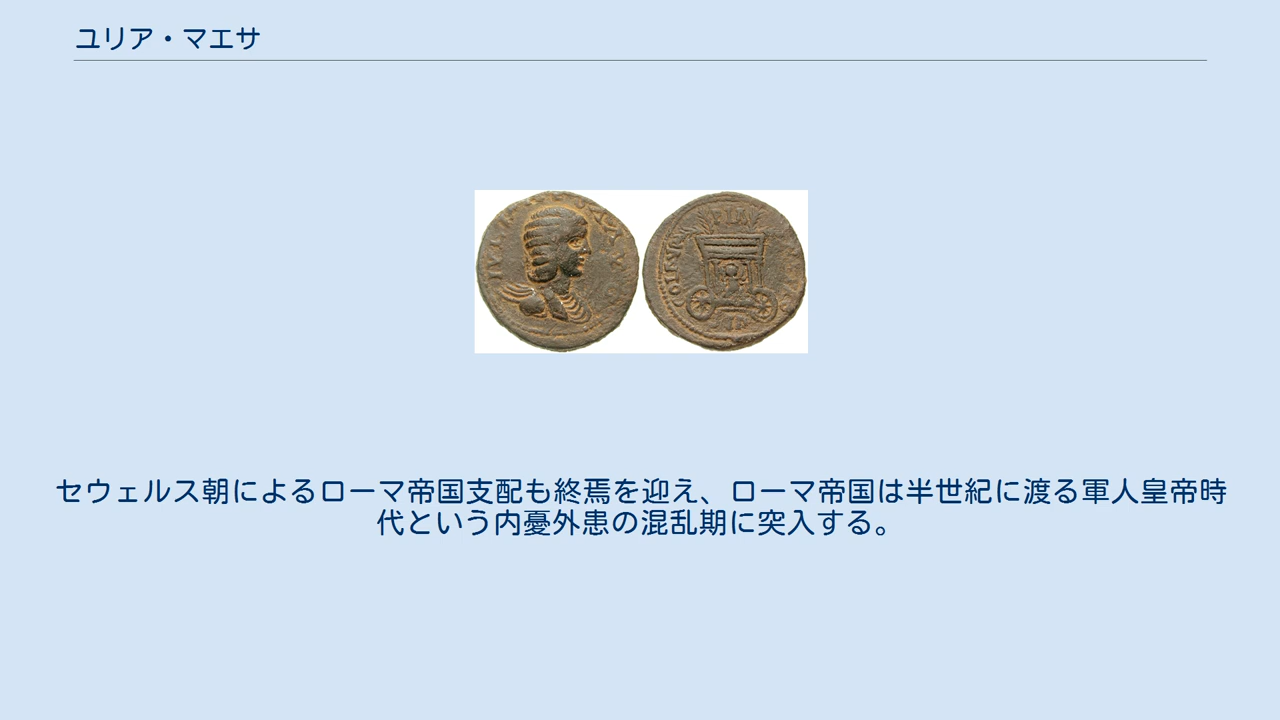 ユリア・マエサ
セウェルス朝によるローマ帝国支配も終焉を迎え、ローマ帝国は半世紀に渡る軍人皇帝時
代という内憂外患の混乱期に突入する。